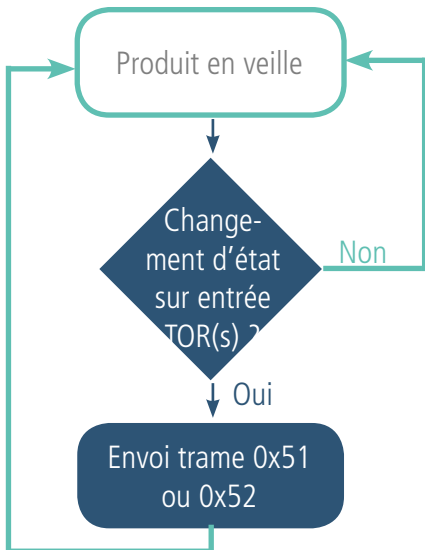 Produit en veille
Change-
ment d'état
sur entrée
TOR(s) ?
Non
Oui
Envoi trame 0x51
ou 0x52